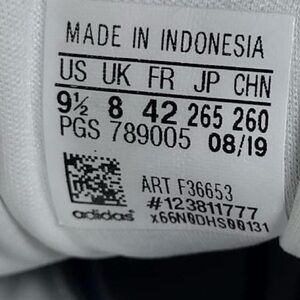 MADE IN INDONESIA
US UK FR JP CHN
9½ 8 42 265 260
PGS 789005 08/19
ART F36653
#123811777
adidas x66N0DHS00131